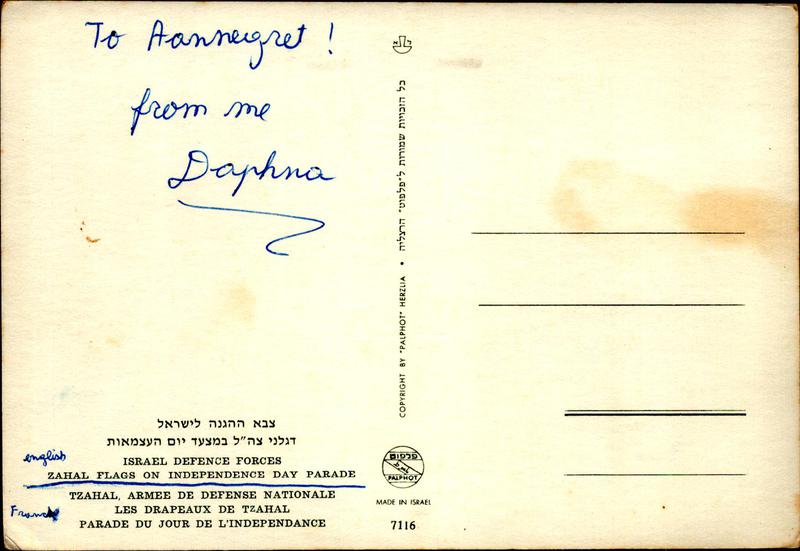 To Aannegret!
from me
Daphna
צבא ההגנה לישראל
דגלני צה"ל במצעד יום העצמאות
english
ISRAEL DEFENCE FORCES
ZAHAL FLAGS ON INDEPENDENCE DAY PARADE
TZAHAL, ARMEE DE DEFENSE NATIONALE
LES DRAPEAUX DE TZAHAL
PARADE DU JOUR DE L'INDEPENDANCE
כל הזכויות שמורות ל"פלפוט" הרצליה • COPYRIGHT BY "PALPHOT" HERZLIA
פלפוט
PALPHOT
MADE IN ISRAEL
7116